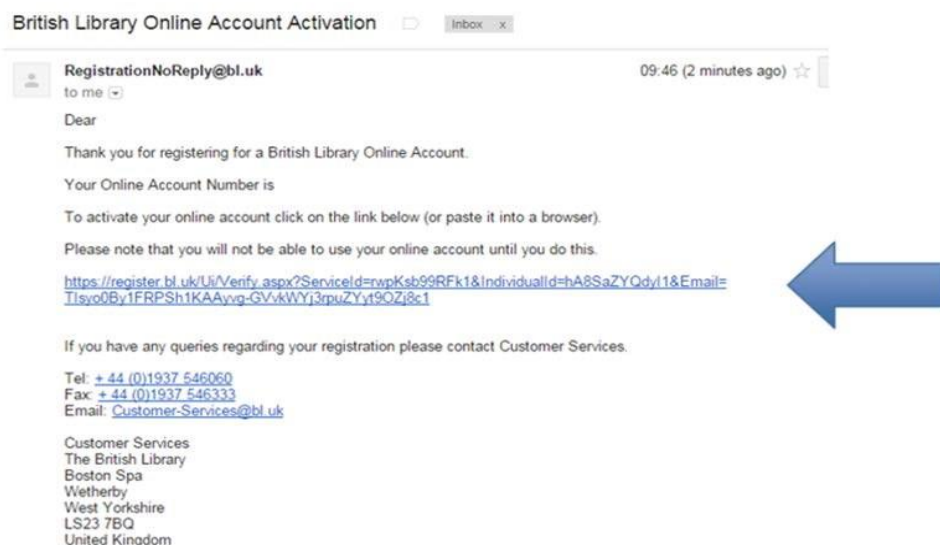 British Library Online Account Activation
Inbox x
RegistrationNoReply@bl.uk
09:46 (2 minutes ago)
to me
Dear
Thank you for registering for a British Library Online Account.
Your Online Account Number is
To activate your online account click on the link below (or paste it into a browser).
Please note that you will not be able to use your online account until you do this.
https://register.bl.uk/Ui/Verify.aspx?ServiceId=rwpKsb99RFk1&IndividualId=hA8SaZYQdyI1&Email=
TIsyo0By1FRPSh1KAAyvg-GVvkWYj3rpuZYyt9OZj8c1
If you have any queries regarding your registration please contact Customer Services.
Tel: + 44 (0)1937 546060
Fax: + 44 (0)1937 546333
Email: Customer-Services@bl.uk
Customer Services
The British Library
Boston Spa
Wetherby
West Yorkshire
LS23 7BQ
United Kingdom